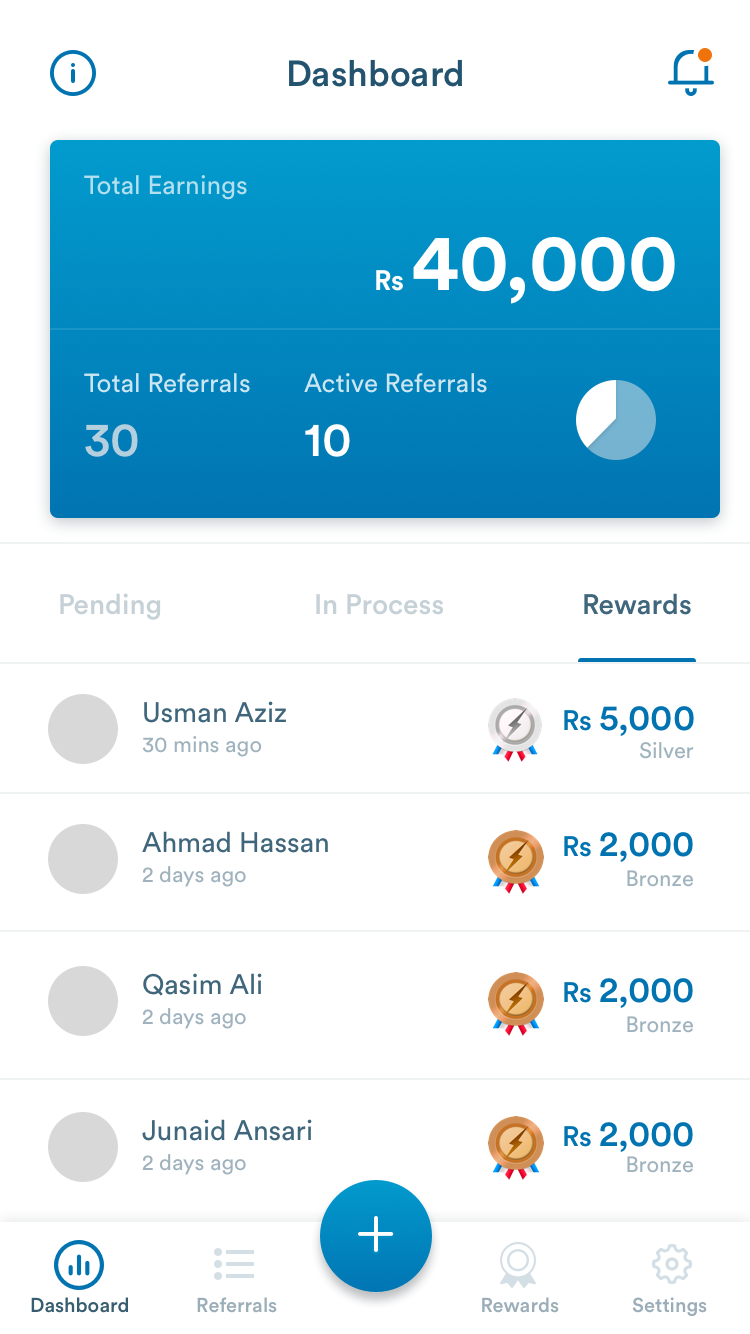 Dashboard
Total Earnings
Rs 40,000
Total Referrals Active Referrals
30 10
Pending In Process Rewards
Usman Aziz Rs 5,000
30 mins ago Silver
Ahmad Hassan Rs 2,000
2 days ago Bronze
Qasim Ali Rs 2,000
2 days ago Bronze
Junaid Ansari Rs 2,000
2 days ago Bronze
Dashboard Referrals Rewards Settings